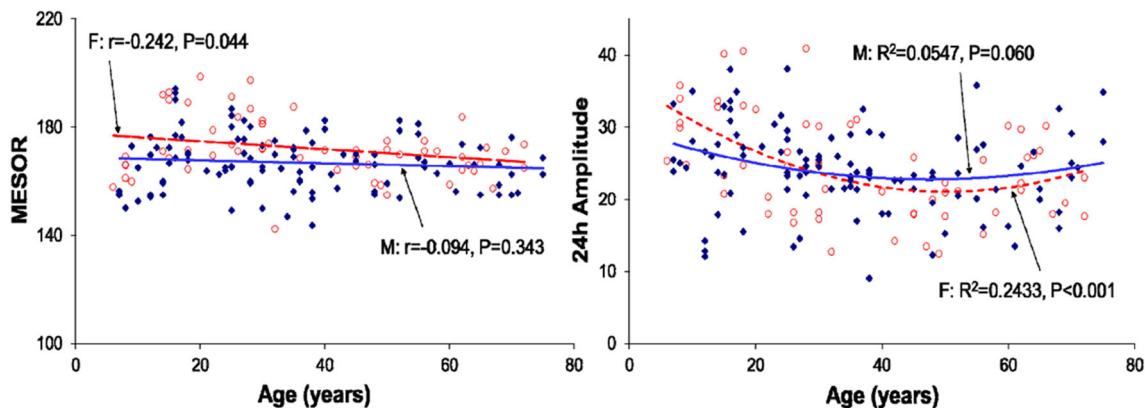 220
180
140
100
MESOR
F: r=-0.242, P=0.044
M: r=-0.094, P=0.343
0 20 40 60 80
Age (years)
40
30
20
10
0
24h Amplitude
M: R²=0.0547, P=0.060
F: R²=0.2433, P<0.001
0 20 40 60 80
Age (years)